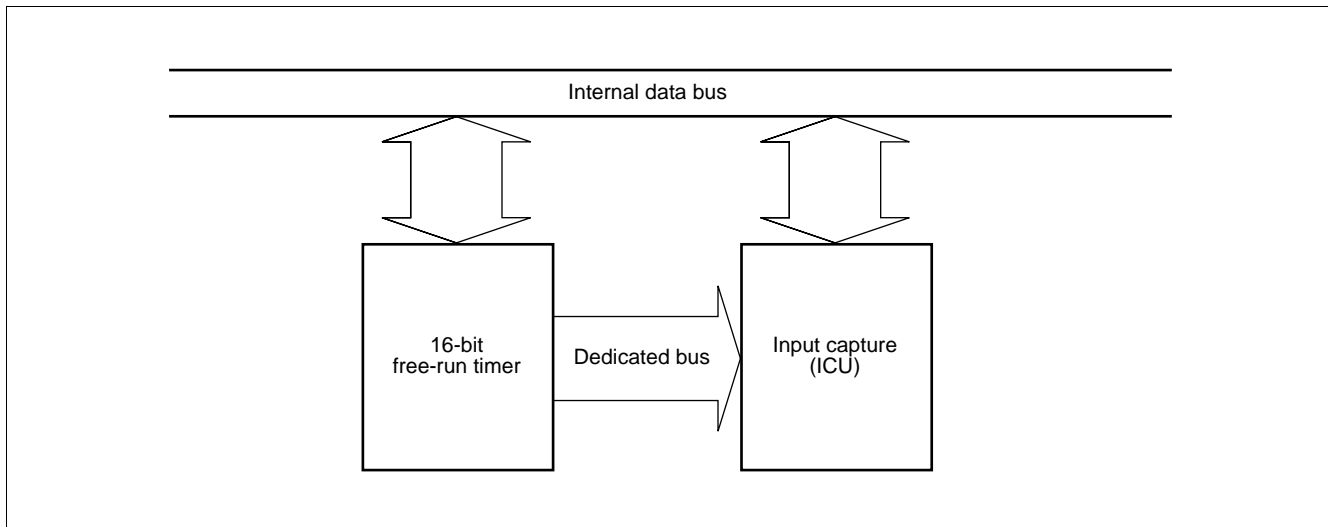 Internal data bus
16-bit
free-run timer
Dedicated bus
Input capture
(ICU)